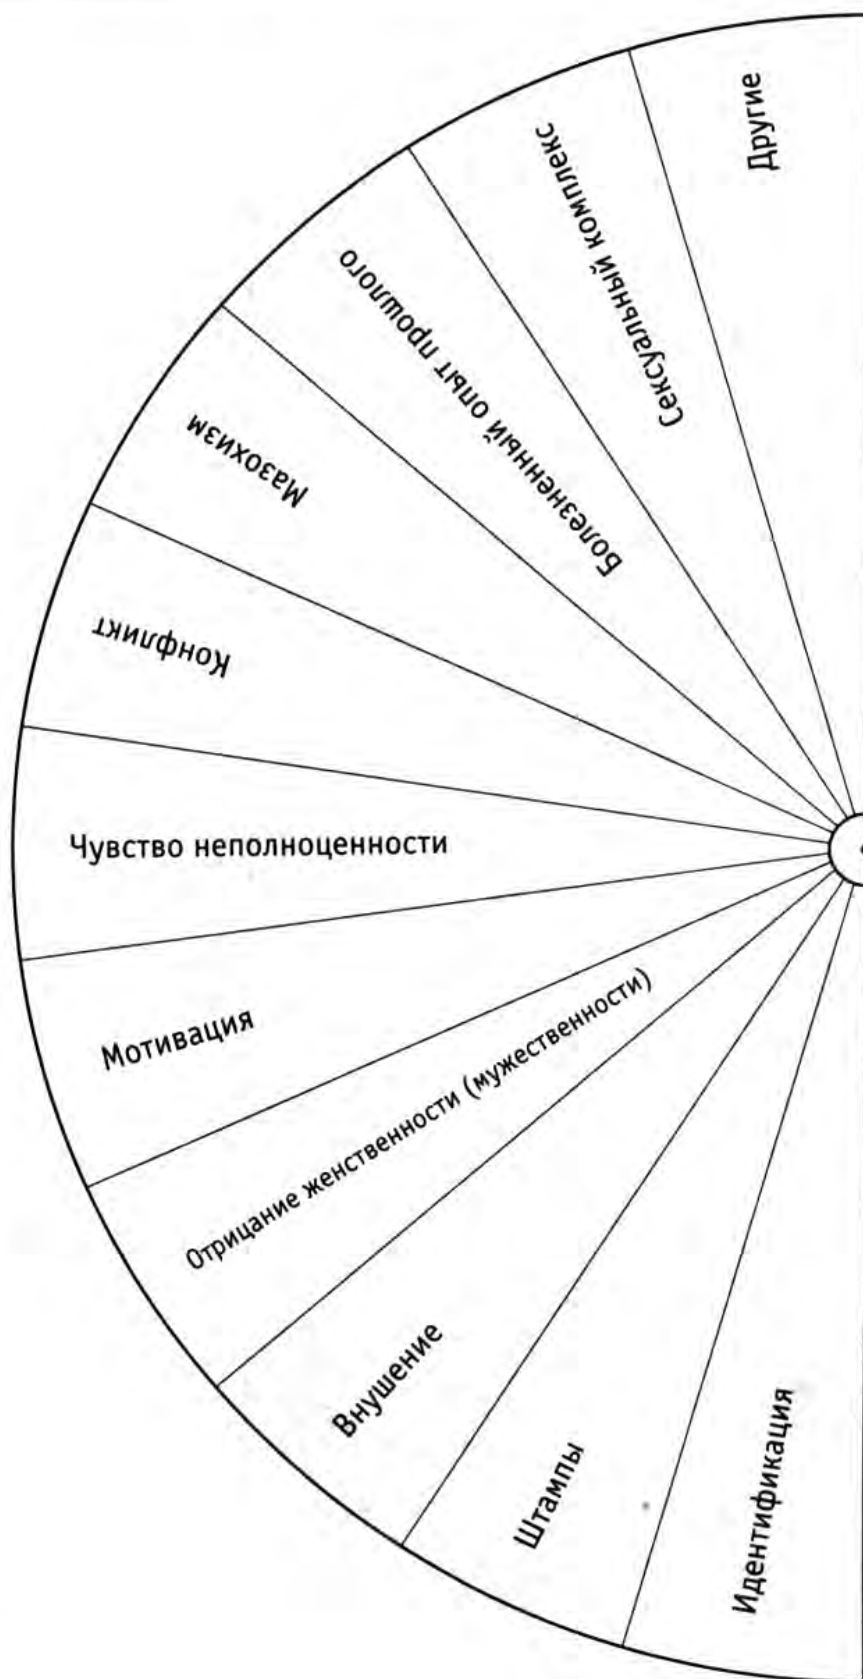 Другие
Сексуальный комплекс
Болезненный опыт прошлого
Мазохизм
Конфликт
Чувство неполноценности
Мотивация
Отрицание женственности (мужественности)
Внушение
Штампы
Идентификация